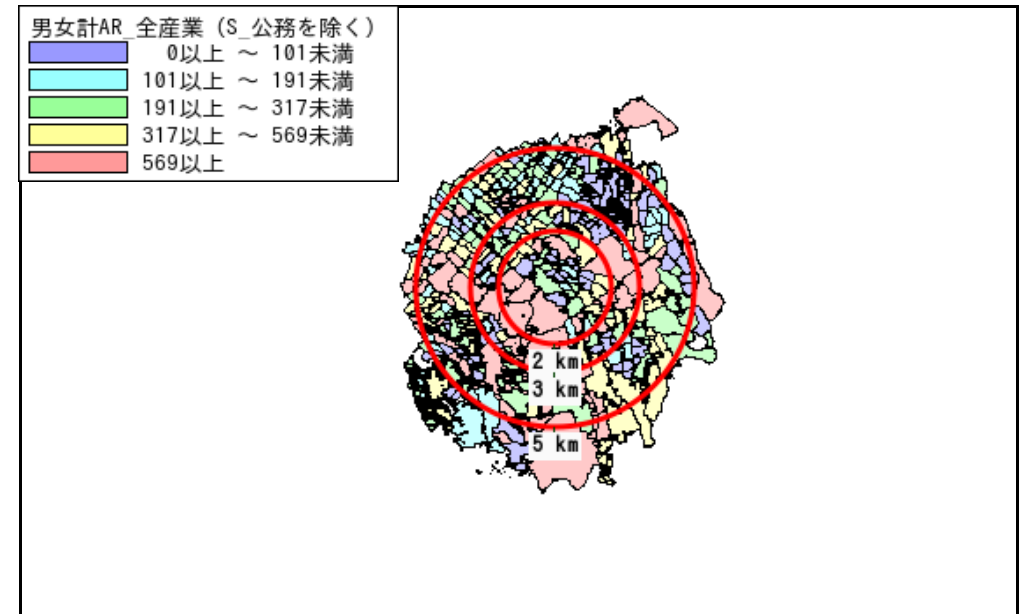 男女計AR_全産業（S_公務を除く）
0以上 ～ 101未満
101以上 ～ 191未満
191以上 ～ 317未満
317以上 ～ 569未満
569以上
2 km
3 km
5 km